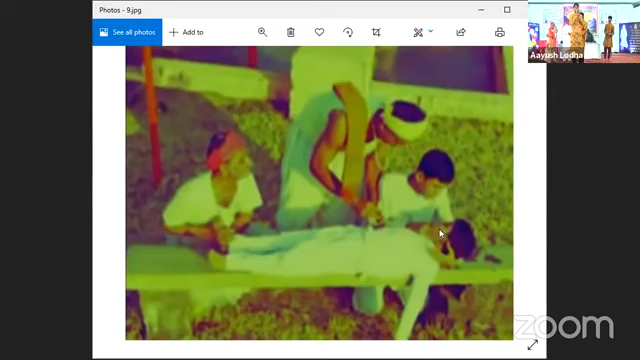 Photos - 9.jpg
See all photos
Add to
Aayush Lodha
zoom